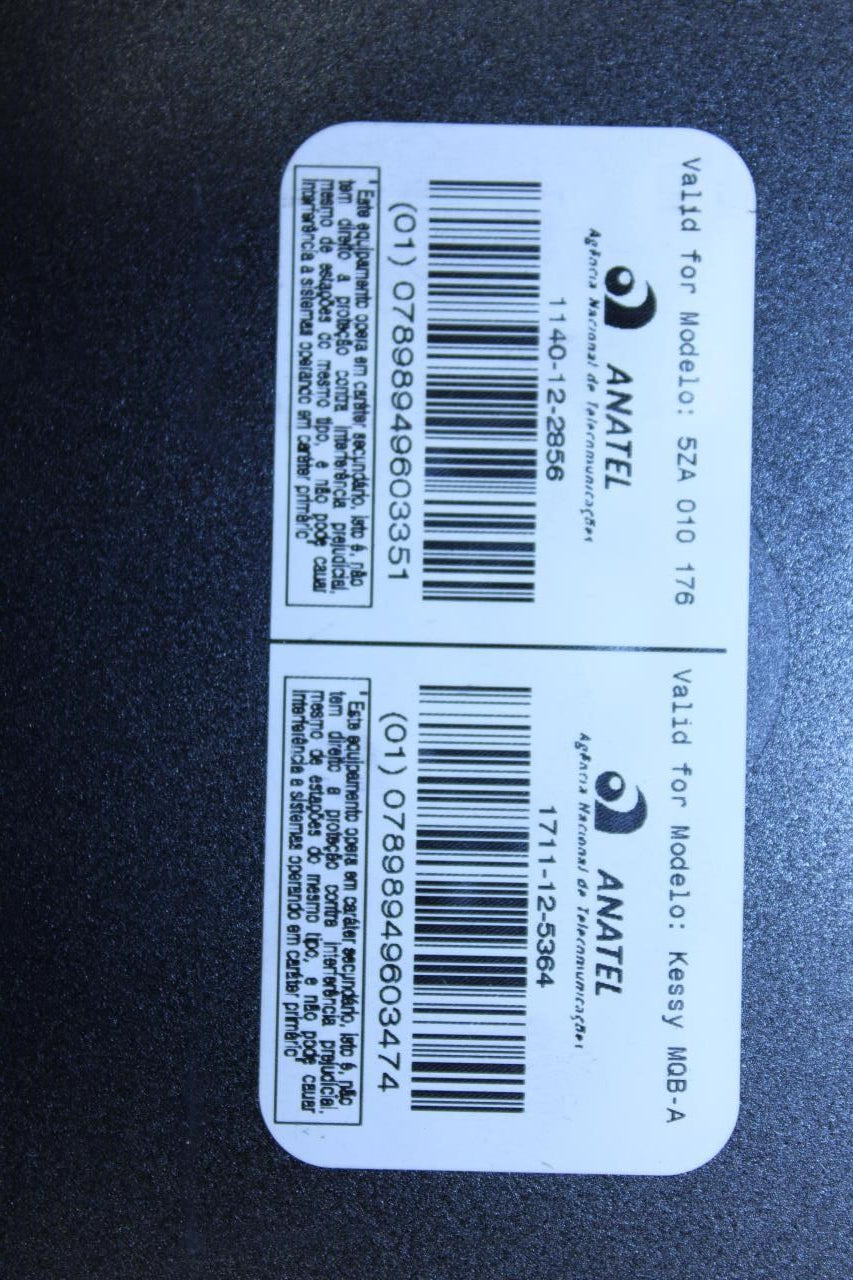 Valid for Modelo: 5ZA 010 176
ANATEL
Agência Nacional de Telecomunicações
1140-12-2856
(01) 07898949603351
"Este equipamento opera em caráter secundário, isto é, não
tem direito a proteção contra interferência prejudicial,
mesmo de estações do mesmo tipo, e não pode causar
interferência a sistemas operando em caráter primário"
Valid for Modelo: Kessy MQB-A
ANATEL
Agência Nacional de Telecomunicações
1711-12-5364
(01) 07898949603474
"Este equipamento opera em caráter secundário, isto é, não
tem direito a proteção contra interferência prejudicial,
mesmo de estações do mesmo tipo, e não pode causar
interferência a sistemas operando em caráter primário"